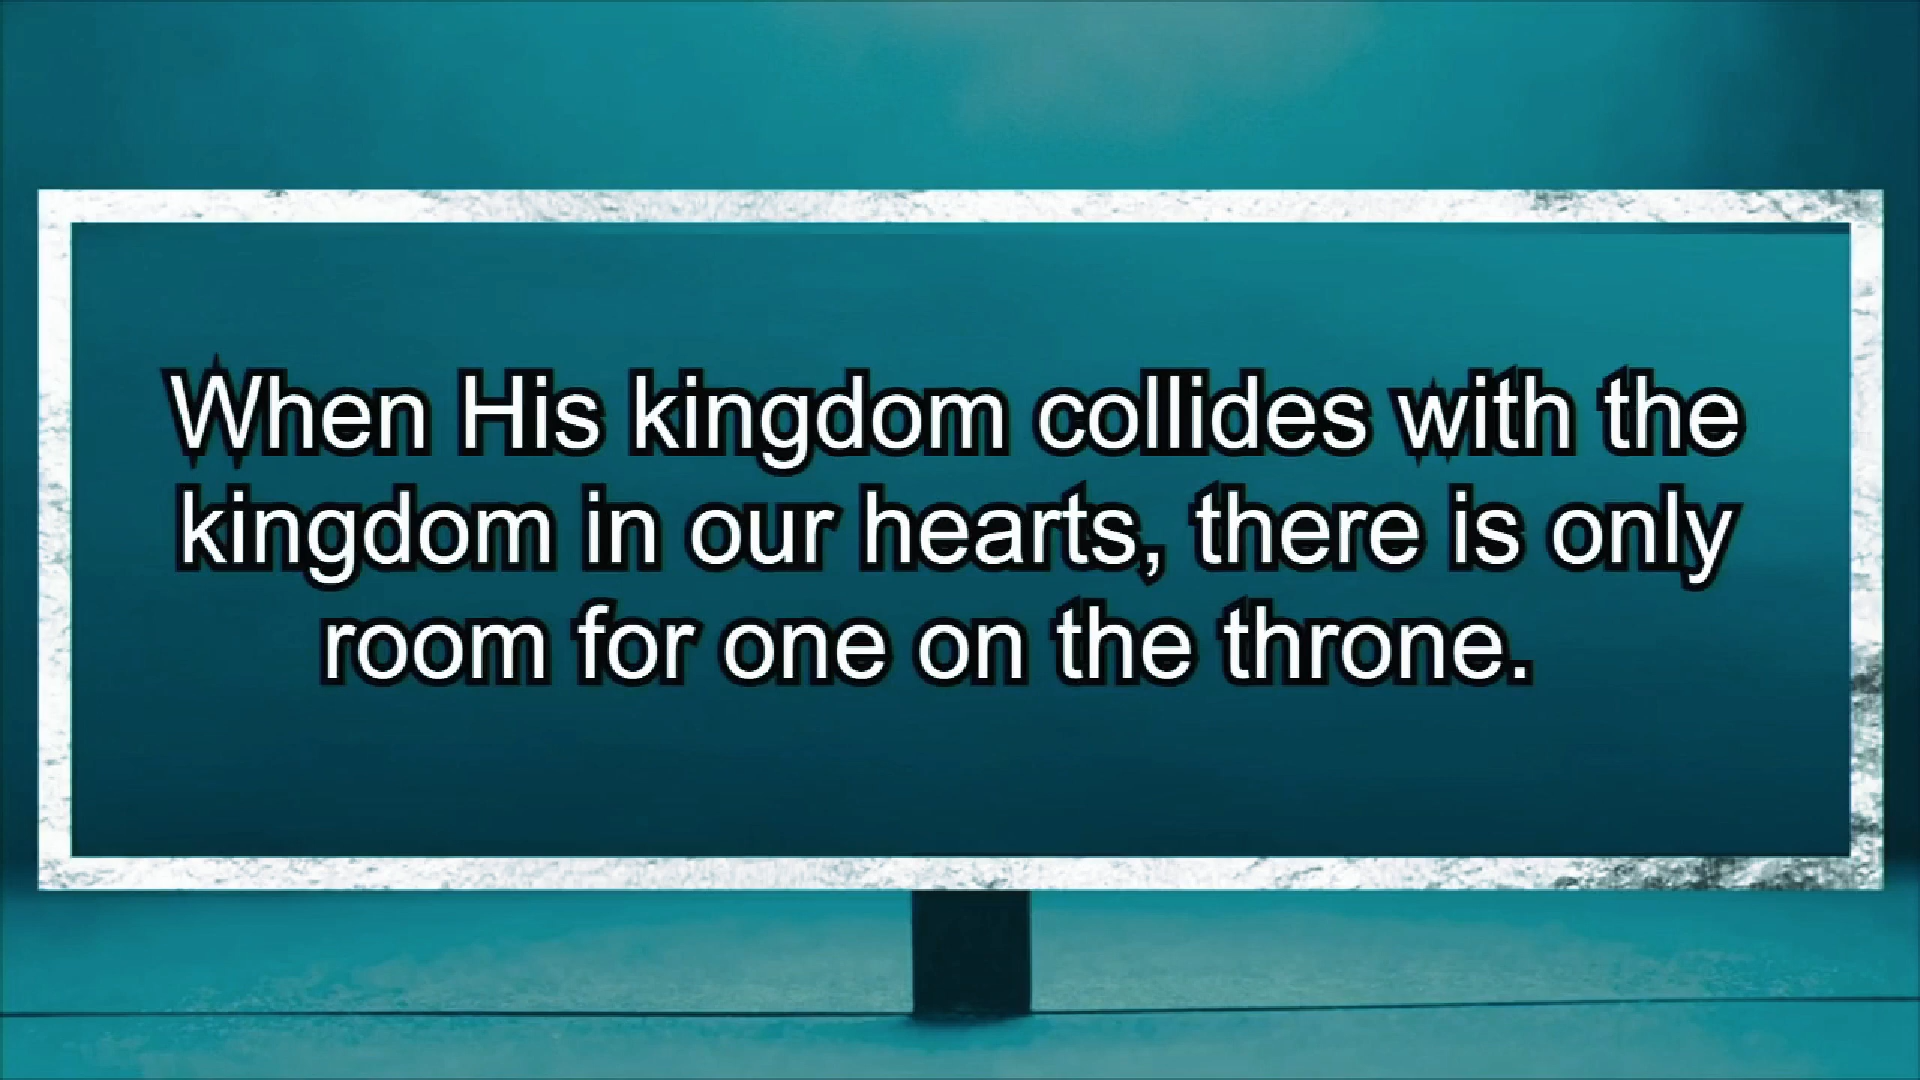 When His kingdom collides with the
kingdom in our hearts, there is only
room for one on the throne.